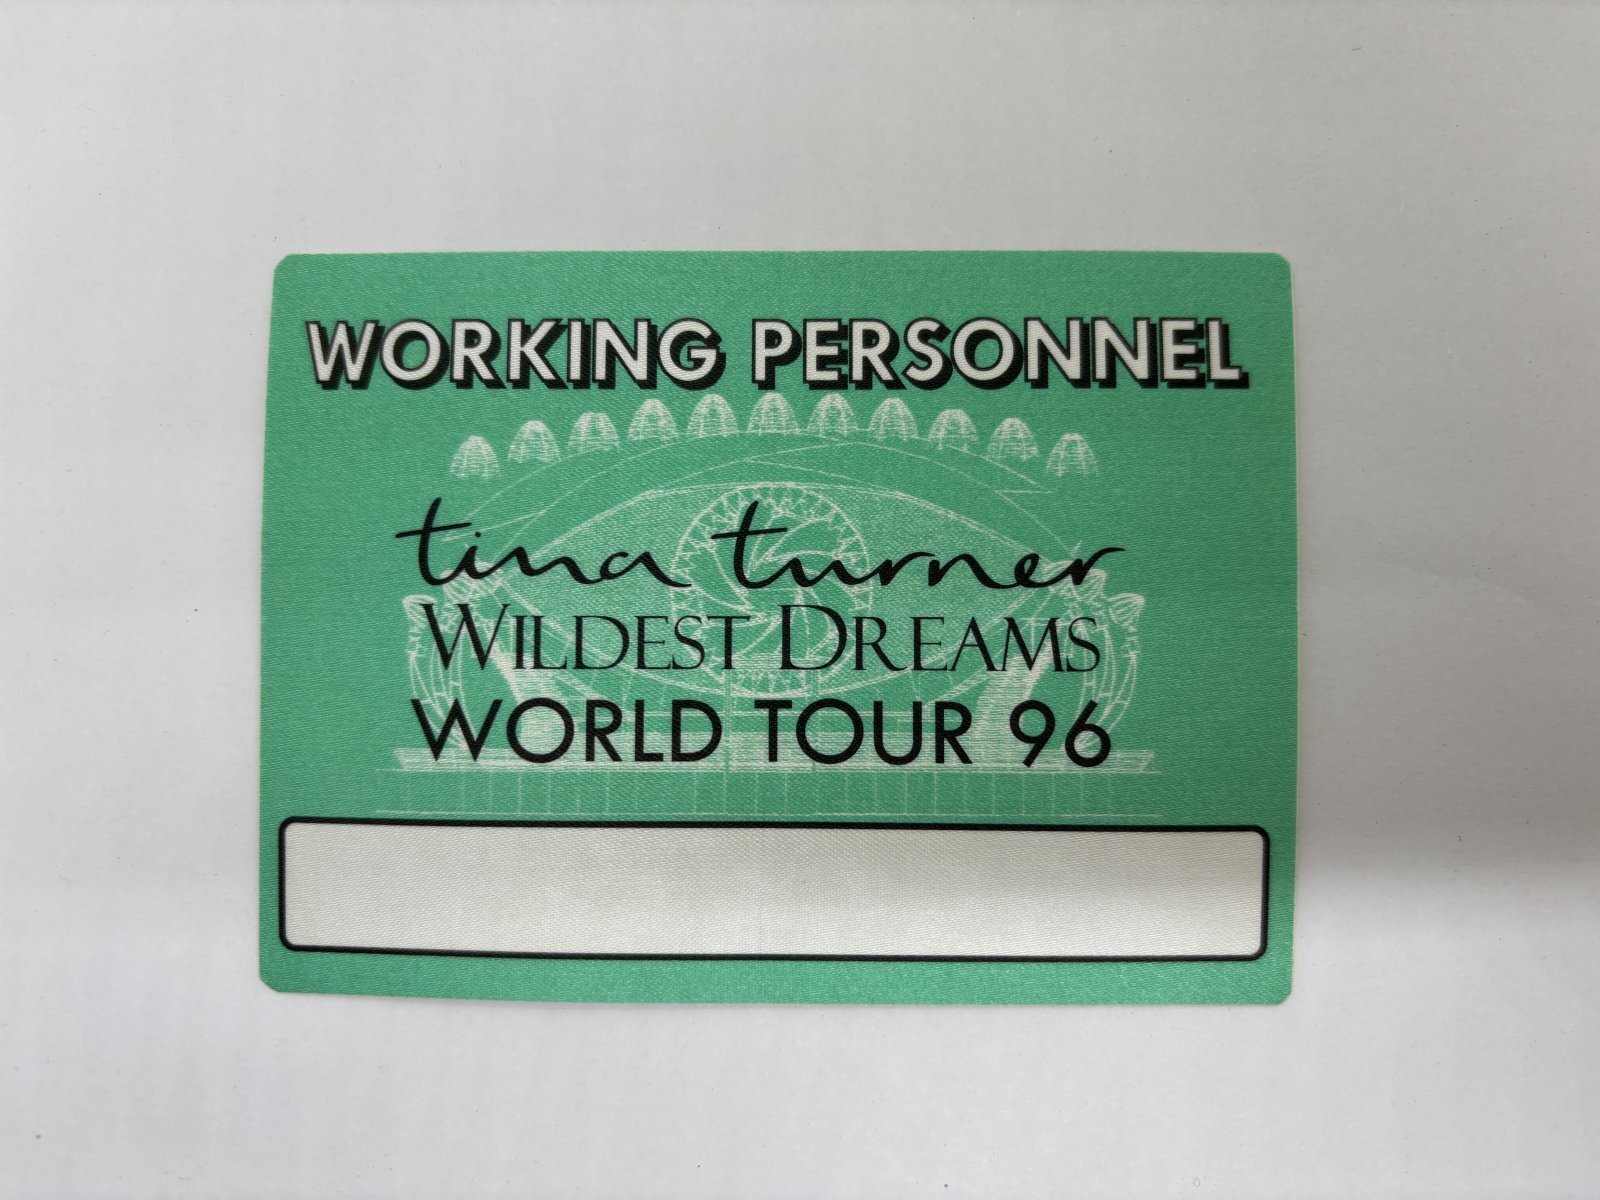 WORKING PERSONNEL
tina turner
WILDEST DREAMS
WORLD TOUR 96